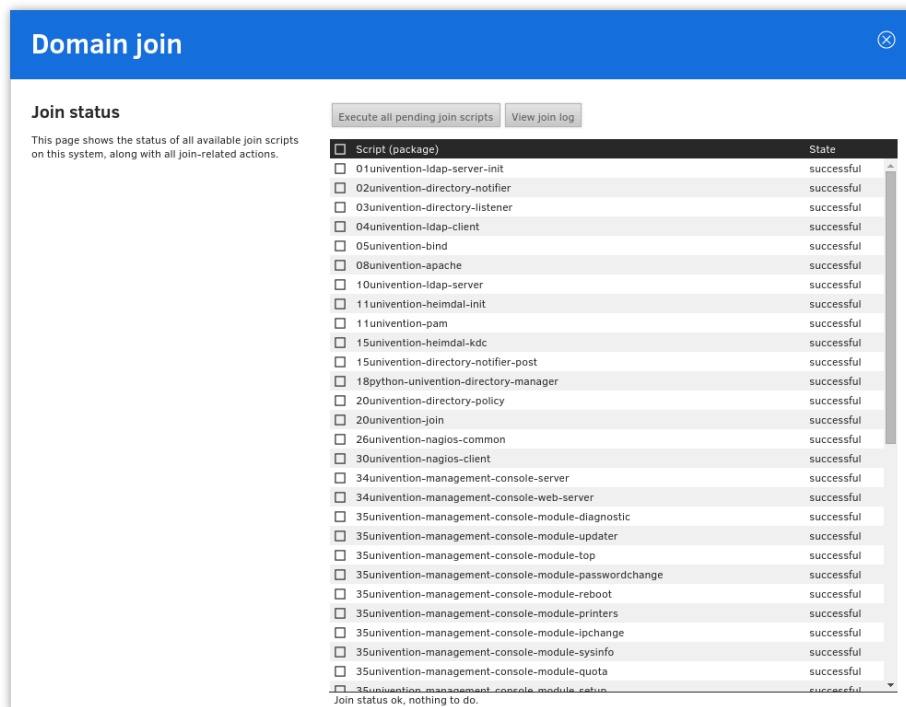 Domain join
Join status
This page shows the status of all available join scripts
on this system, along with all join-related actions.
Execute all pending join scripts View join log
Script (package) State
01univention-ldap-server-init successful
02univention-directory-notifier successful
03univention-directory-listener successful
04univention-ldap-client successful
05univention-bind successful
08univention-apache successful
10univention-ldap-server successful
11univention-heimdal-init successful
11univention-pam successful
15univention-heimdal-kdc successful
15univention-directory-notifier-post successful
18python-univention-directory-manager successful
20univention-directory-policy successful
20univention-join successful
26univention-nagios-common successful
30univention-nagios-client successful
34univention-management-console-server successful
34univention-management-console-web-server successful
35univention-management-console-module-diagnostic successful
35univention-management-console-module-updater successful
35univention-management-console-module-top successful
35univention-management-console-module-passwordchange successful
35univention-management-console-module-reboot successful
35univention-management-console-module-printers successful
35univention-management-console-module-ipchange successful
35univention-management-console-module-sysinfo successful
35univention-management-console-module-quota successful
35univention-management-console-module-setup successful
Join status ok, nothing to do.